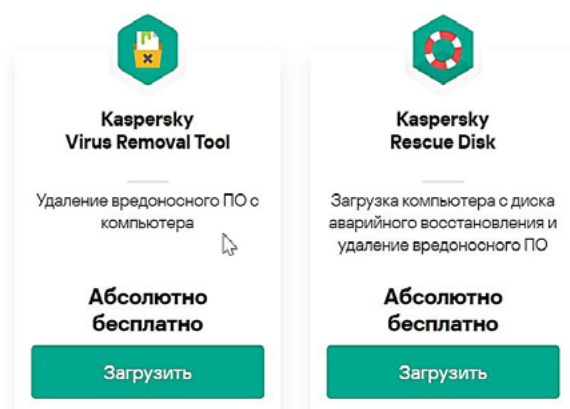 Kaspersky
Virus Removal Tool
Удаление вредоносного ПО с
компьютера
Абсолютно
бесплатно
Загрузить
Kaspersky
Rescue Disk
Загрузка компьютера с диска
аварийного восстановления и
удаление вредоносного ПО
Абсолютно
бесплатно
Загрузить